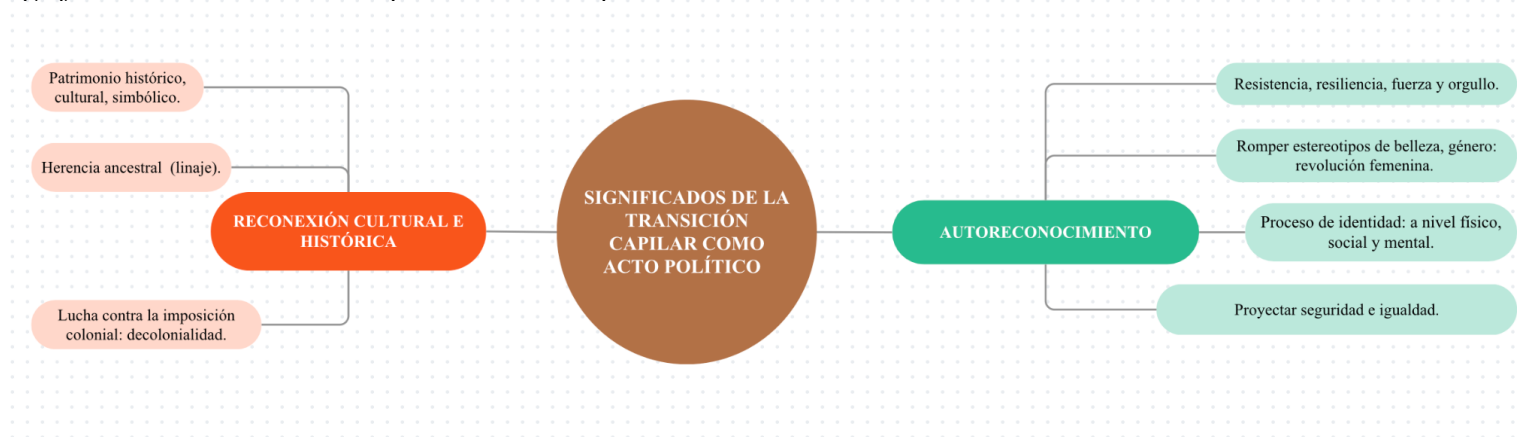 Patrimonio histórico,
cultural, simbólico.
Herencia ancestral (linaje).
RECONEXIÓN CULTURAL E
HISTÓRICA
Lucha contra la imposición
colonial: decolonialidad.
SIGNIFICADOS DE LA
TRANSICIÓN
CAPILAR COMO
ACTO POLÍTICO
AUTORECONOCIMIENTO
Resistencia, resiliencia, fuerza y orgullo.
Romper estereotipos de belleza, género:
revolución femenina.
Proceso de identidad: a nivel físico,
social y mental.
Proyectar seguridad e igualdad.